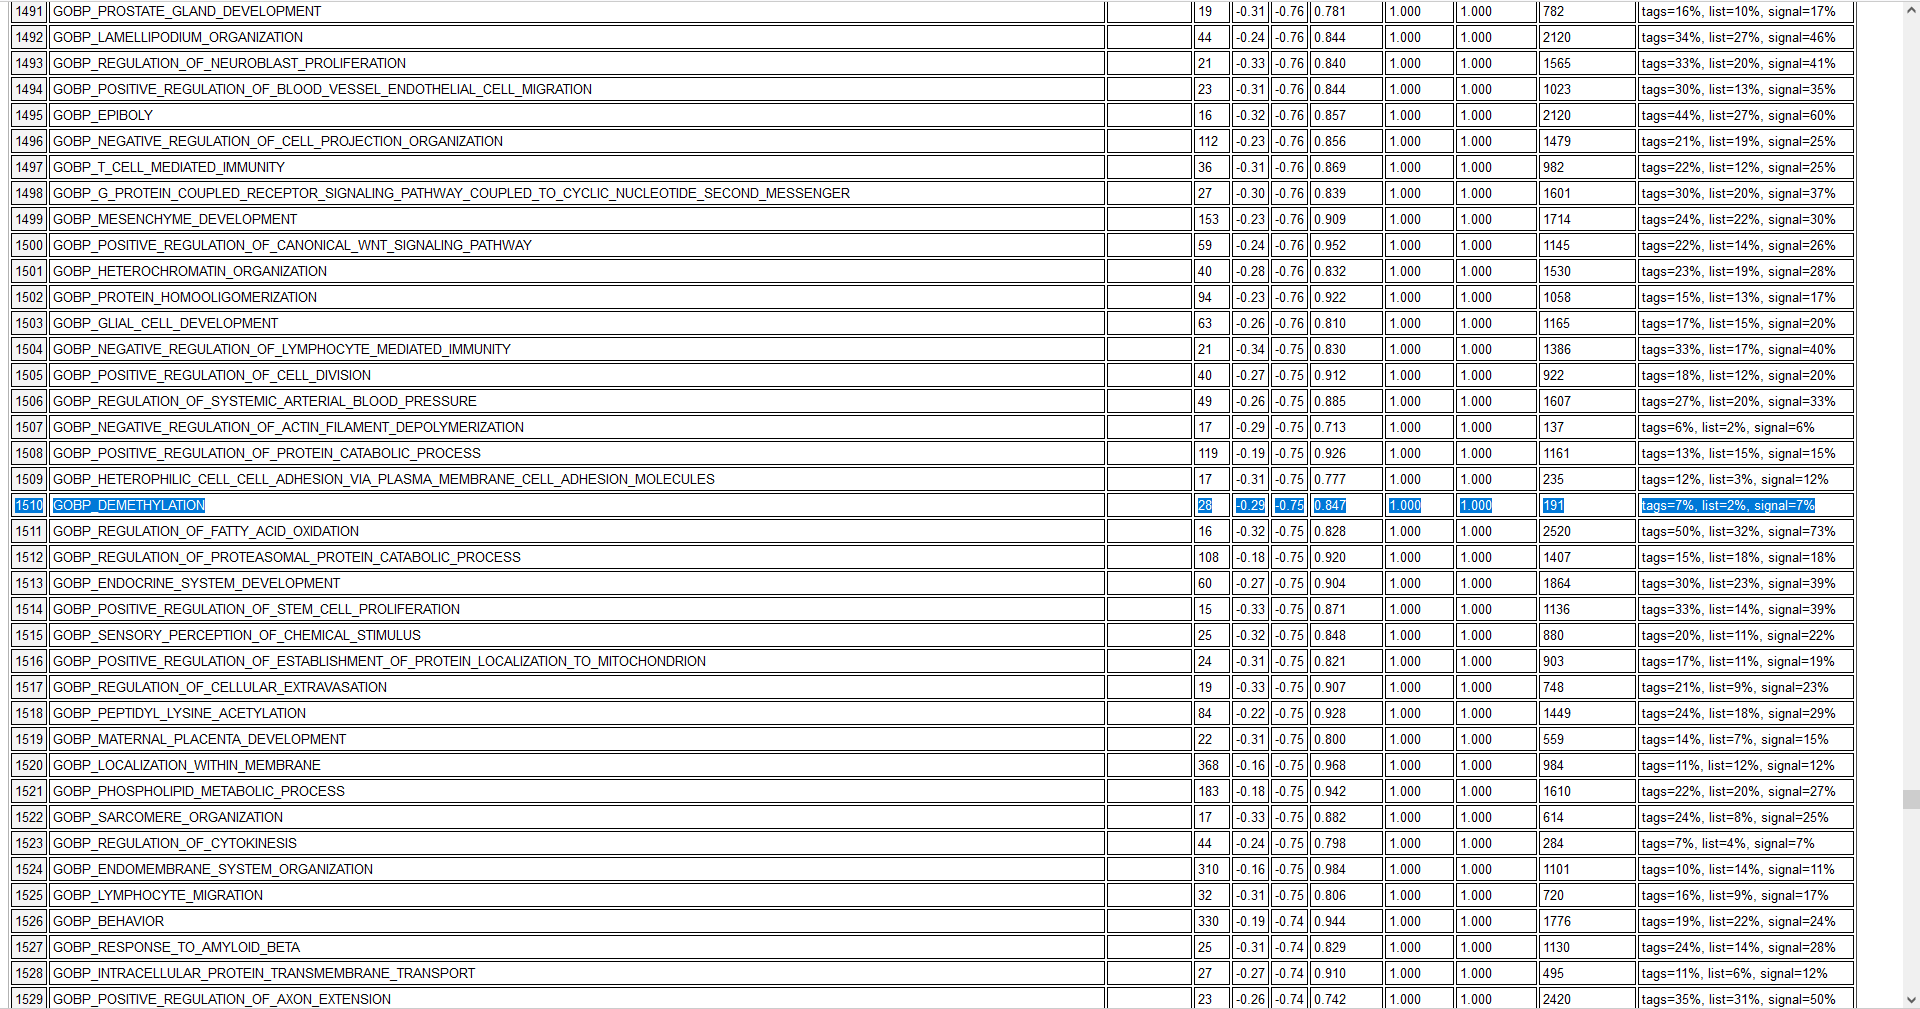 1491 GOBP_PROSTATE_GLAND_DEVELOPMENT 19 -0.31 -0.76 0.781 1.000 1.000 782 tags=16%, list=10%, signal=17%
1492 GOBP_LAMELLIPODIUM_ORGANIZATION 44 -0.24 -0.76 0.844 1.000 1.000 2120 tags=34%, list=27%, signal=46%
1493 GOBP_REGULATION_OF_NEUROBLAST_PROLIFERATION 21 -0.33 -0.76 0.840 1.000 1.000 1565 tags=33%, list=20%, signal=41%
1494 GOBP_POSITIVE_REGULATION_OF_BLOOD_VESSEL_ENDOTHELIAL_CELL_MIGRATION 23 -0.31 -0.76 0.844 1.000 1.000 1023 tags=30%, list=13%, signal=35%
1495 GOBP_EPIBOLY 16 -0.32 -0.76 0.857 1.000 1.000 2120 tags=44%, list=27%, signal=60%
1496 GOBP_NEGATIVE_REGULATION_OF_CELL_PROJECTION_ORGANIZATION 112 -0.23 -0.76 0.856 1.000 1.000 1479 tags=21%, list=19%, signal=25%
1497 GOBP_T_CELL_MEDIATED_IMMUNITY 36 -0.31 -0.76 0.869 1.000 1.000 982 tags=22%, list=12%, signal=25%
1498 GOBP_G_PROTEIN_COUPLED_RECEPTOR_SIGNALING_PATHWAY_COUPLED_TO_CYCLIC_NUCLEOTIDE_SECOND_MESSENGER 27 -0.30 -0.76 0.839 1.000 1.000 1601 tags=30%, list=20%, signal=37%
1499 GOBP_MESENCHYME_DEVELOPMENT 153 -0.23 -0.76 0.909 1.000 1.000 1714 tags=24%, list=22%, signal=30%
1500 GOBP_POSITIVE_REGULATION_OF_CANONICAL_WNT_SIGNALING_PATHWAY 59 -0.24 -0.76 0.952 1.000 1.000 1145 tags=22%, list=14%, signal=26%
1501 GOBP_HETEROCHROMATIN_ORGANIZATION 40 -0.28 -0.76 0.832 1.000 1.000 1530 tags=23%, list=19%, signal=28%
1502 GOBP_PROTEIN_HOMOOLIGOMERIZATION 94 -0.23 -0.76 0.922 1.000 1.000 1058 tags=15%, list=13%, signal=17%
1503 GOBP_GLIAL_CELL_DEVELOPMENT 63 -0.26 -0.76 0.810 1.000 1.000 1165 tags=17%, list=15%, signal=20%
1504 GOBP_NEGATIVE_REGULATION_OF_LYMPHOCYTE_MEDIATED_IMMUNITY 21 -0.34 -0.75 0.830 1.000 1.000 1386 tags=33%, list=17%, signal=40%
1505 GOBP_POSITIVE_REGULATION_OF_CELL_DIVISION 40 -0.27 -0.75 0.912 1.000 1.000 922 tags=18%, list=12%, signal=20%
1506 GOBP_REGULATION_OF_SYSTEMIC_ARTERIAL_BLOOD_PRESSURE 49 -0.26 -0.75 0.885 1.000 1.000 1607 tags=27%, list=20%, signal=33%
1507 GOBP_NEGATIVE_REGULATION_OF_ACTIN_FILAMENT_DEPOLYMERIZATION 17 -0.29 -0.75 0.713 1.000 1.000 137 tags=6%, list=2%, signal=6%
1508 GOBP_POSITIVE_REGULATION_OF_PROTEIN_CATABOLIC_PROCESS 119 -0.19 -0.75 0.926 1.000 1.000 1161 tags=13%, list=15%, signal=15%
1509 GOBP_HETEROPHILIC_CELL_CELL_ADHESION_VIA_PLASMA_MEMBRANE_CELL_ADHESION_MOLECULES 17 -0.31 -0.75 0.777 1.000 1.000 235 tags=12%, list=3%, signal=12%
1510 GOBP_DEMETHYLATION 28 -0.29 -0.75 0.847 1.000 1.000 191 tags=7%, list=2%, signal=7%
1511 GOBP_REGULATION_OF_FATTY_ACID_OXIDATION 16 -0.32 -0.75 0.828 1.000 1.000 2520 tags=50%, list=32%, signal=73%
1512 GOBP_REGULATION_OF_PROTEASOMAL_PROTEIN_CATABOLIC_PROCESS 108 -0.18 -0.75 0.920 1.000 1.000 1407 tags=15%, list=18%, signal=18%
1513 GOBP_ENDOCRINE_SYSTEM_DEVELOPMENT 60 -0.27 -0.75 0.904 1.000 1.000 1864 tags=30%, list=23%, signal=39%
1514 GOBP_POSITIVE_REGULATION_OF_STEM_CELL_PROLIFERATION 15 -0.33 -0.75 0.871 1.000 1.000 1136 tags=33%, list=14%, signal=39%
1515 GOBP_SENSORY_PERCEPTION_OF_CHEMICAL_STIMULUS 25 -0.32 -0.75 0.848 1.000 1.000 880 tags=20%, list=11%, signal=22%
1516 GOBP_POSITIVE_REGULATION_OF_ESTABLISHMENT_OF_PROTEIN_LOCALIZATION_TO_MITOCHONDRION 24 -0.31 -0.75 0.821 1.000 1.000 903 tags=17%, list=11%, signal=19%
1517 GOBP_REGULATION_OF_CELLULAR_EXTRAVASATION 19 -0.33 -0.75 0.907 1.000 1.000 748 tags=21%, list=9%, signal=23%
1518 GOBP_PEPTIDYL_LYSINE_ACETYLATION 84 -0.22 -0.75 0.928 1.000 1.000 1449 tags=24%, list=18%, signal=29%
1519 GOBP_MATERNAL_PLACENTA_DEVELOPMENT 22 -0.31 -0.75 0.800 1.000 1.000 559 tags=14%, list=7%, signal=15%
1520 GOBP_LOCALIZATION_WITHIN_MEMBRANE 368 -0.16 -0.75 0.968 1.000 1.000 984 tags=11%, list=12%, signal=12%
1521 GOBP_PHOSPHOLIPID_METABOLIC_PROCESS 183 -0.18 -0.75 0.942 1.000 1.000 1610 tags=22%, list=20%, signal=27%
1522 GOBP_SARCOMERE_ORGANIZATION 17 -0.33 -0.75 0.882 1.000 1.000 614 tags=24%, list=8%, signal=25%
1523 GOBP_REGULATION_OF_CYTOKINESIS 44 -0.24 -0.75 0.798 1.000 1.000 284 tags=7%, list=4%, signal=7%
1524 GOBP_ENDOMEMBRANE_SYSTEM_ORGANIZATION 310 -0.16 -0.75 0.984 1.000 1.000 1101 tags=10%, list=14%, signal=11%
1525 GOBP_LYMPHOCYTE_MIGRATION 32 -0.31 -0.75 0.806 1.000 1.000 720 tags=16%, list=9%, signal=17%
1526 GOBP_BEHAVIOR 330 -0.19 -0.74 0.944 1.000 1.000 1776 tags=19%, list=22%, signal=24%
1527 GOBP_RESPONSE_TO_AMYLOID_BETA 25 -0.31 -0.74 0.829 1.000 1.000 1130 tags=24%, list=14%, signal=28%
1528 GOBP_INTRACELLULAR_PROTEIN_TRANSMEMBRANE_TRANSPORT 27 -0.27 -0.74 0.910 1.000 1.000 495 tags=11%, list=6%, signal=12%
1529 GOBP_POSITIVE_REGULATION_OF_AXON_EXTENSION 23 -0.26 -0.74 0.742 1.000 1.000 2420 tags=35%, list=31%, signal=50%